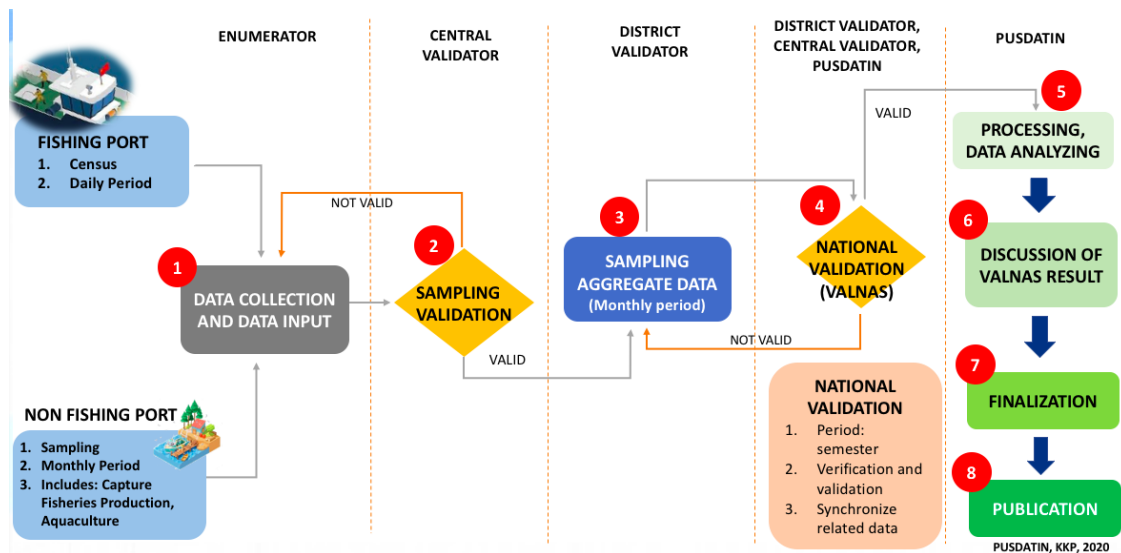 ENUMERATOR
CENTRAL
VALIDATOR
DISTRICT
VALIDATOR
DISTRICT VALIDATOR,
CENTRAL VALIDATOR,
PUSDATIN
PUSDATIN
FISHING PORT
1. Census
2. Daily Period
NON FISHING PORT
1. Sampling
2. Monthly Period
3. Includes: Capture
Fisheries Production,
Aquaculture
1
DATA COLLECTION
AND DATA INPUT
NOT VALID
2
SAMPLING
VALIDATION
VALID
3
SAMPLING
AGGREGATE DATA
(Monthly period)
4
NATIONAL
VALIDATION
(VALNAS)
NOT VALID
VALID
NATIONAL
VALIDATION
1. Period:
semester
2. Verification and
validation
3. Synchronize
related data
5
PROCESSING,
DATA ANALYZING
6
DISCUSSION OF
VALNAS RESULT
7
FINALIZATION
8
PUBLICATION
PUSDATIN, KKP, 2020